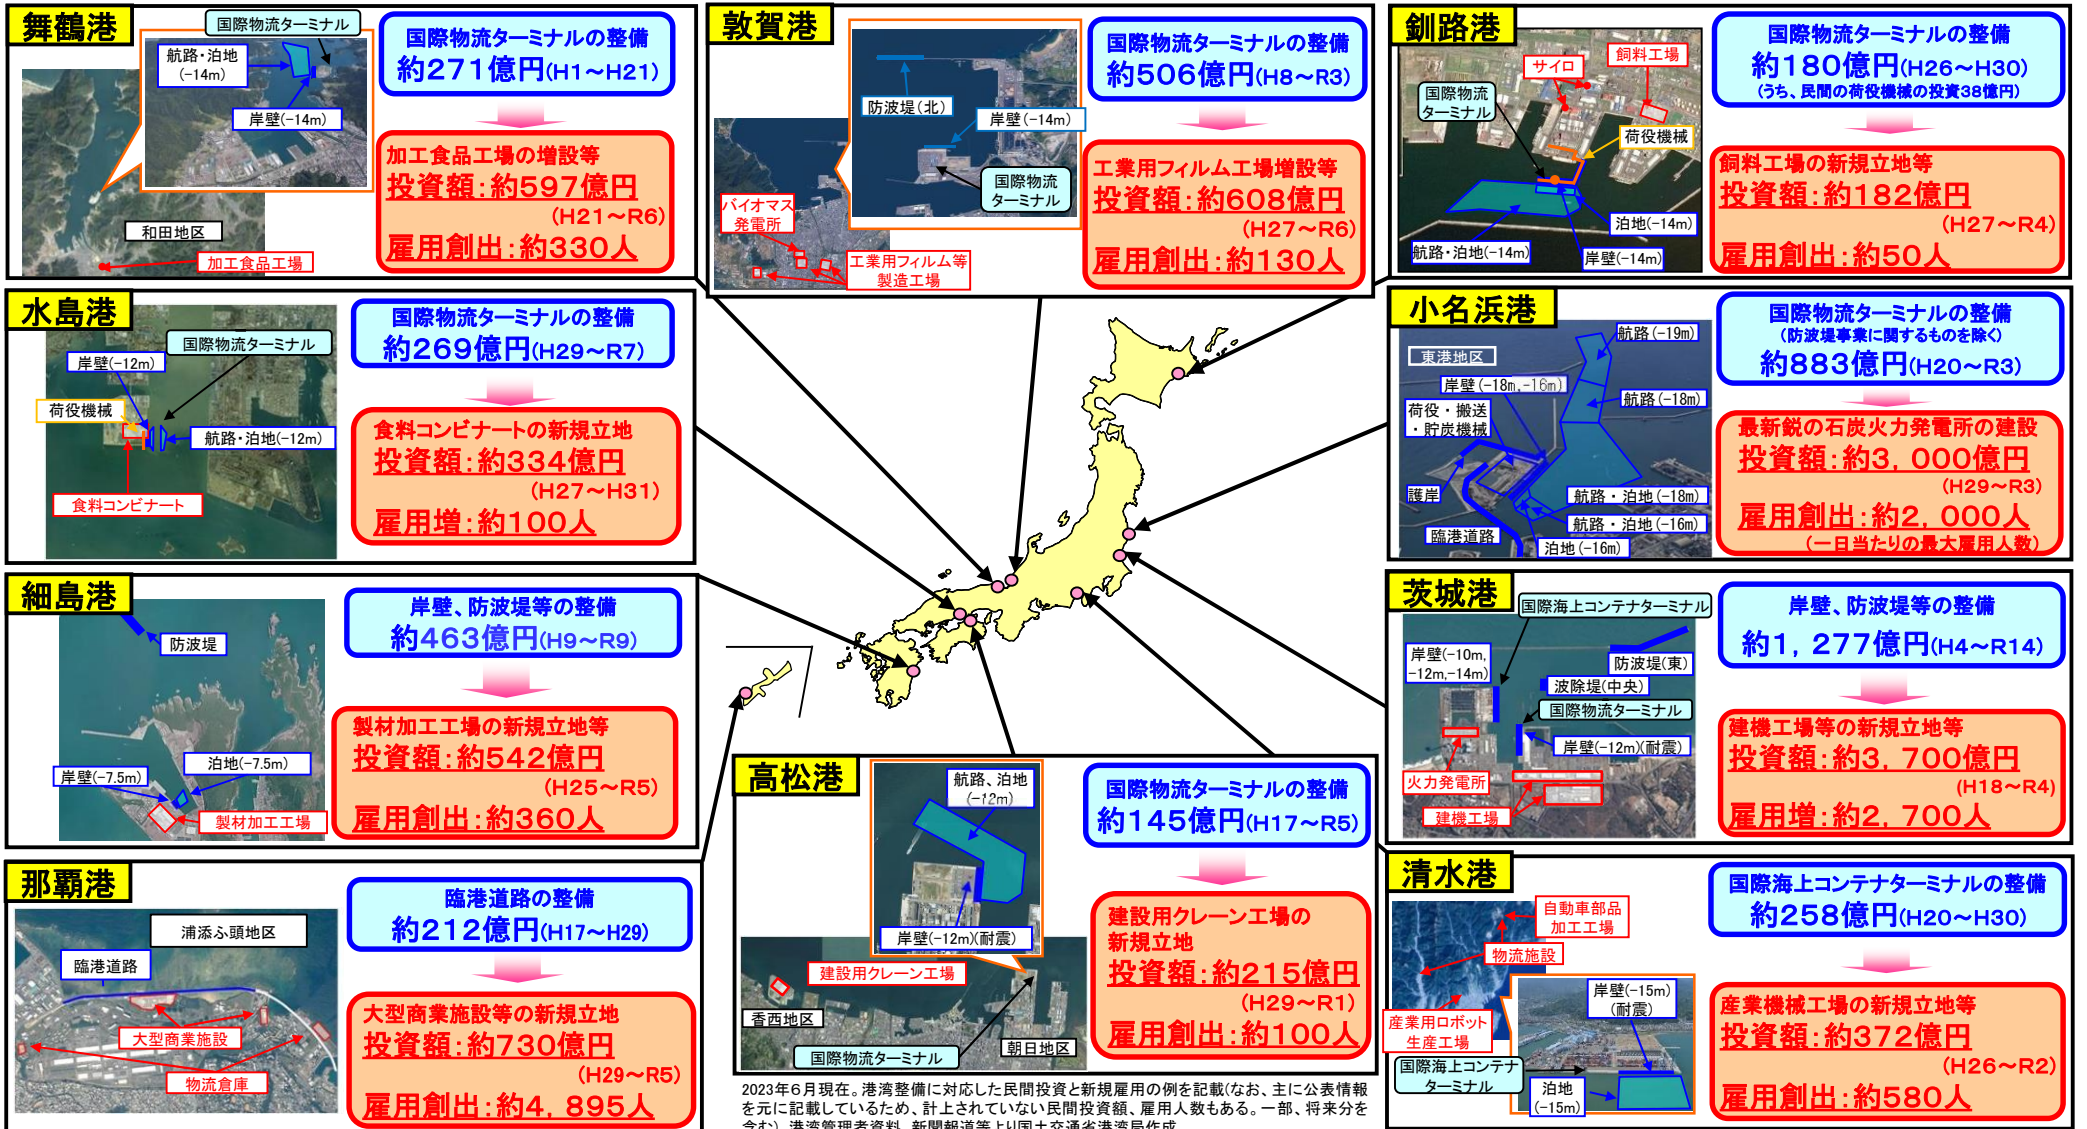 舞鶴港
国際物流ターミナル
航路・泊地
(-14m)
岸壁(-14m)
和田地区
加工食品工場
国際物流ターミナルの整備
約271億円(H1～H21)
加工食品工場の増設等
投資額：約597億円
(H21～R6)
雇用創出：約330人
敦賀港
防波堤(北)
岸壁(-14m)
国際物流
ターミナル
バイオマス
発電所
工業用フィルム等
製造工場
国際物流ターミナルの整備
約506億円(H8～R3)
工業用フィルム工場増設等
投資額：約608億円
(H27～R6)
雇用創出：約130人
釧路港
サイロ
飼料工場
国際物流
ターミナル
荷役機械
泊地(-14m)
航路・泊地(-14m)
岸壁(-14m)
国際物流ターミナルの整備
約180億円(H26～H30)
(うち、民間の荷役機械の投資38億円)
飼料工場の新規立地等
投資額：約182億円
(H27～R4)
雇用創出：約50人
水島港
国際物流ターミナル
岸壁(-12m)
荷役機械
航路・泊地(-12m)
食料コンビナート
国際物流ターミナルの整備
約269億円(H29～R7)
食料コンビナートの新規立地
投資額：約334億円
(H27～H31)
雇用増：約100人
小名浜港
東港地区
航路(-19m)
岸壁(-18m,-16m)
航路(-18m)
荷役・搬送
・貯炭機械
護岸
航路・泊地(-18m)
航路・泊地(-16m)
臨港道路
泊地(-16m)
国際物流ターミナルの整備
(防波堤事業に関するものを除く)
約883億円(H20～R3)
最新鋭の石炭火力発電所の建設
投資額：約3，000億円
(H29～R3)
雇用創出：約2，000人
(一日当たりの最大雇用人数)
細島港
防波堤
泊地(-7.5m)
岸壁(-7.5m)
製材加工工場
岸壁、防波堤等の整備
約463億円(H9～R9)
製材加工工場の新規立地等
投資額：約542億円
(H25～R5)
雇用創出：約360人
茨城港
国際海上コンテナターミナル
岸壁(-10m,
-12m,-14m)
防波堤(東)
波除堤(中央)
国際物流ターミナル
岸壁(-12m)(耐震)
火力発電所
建機工場
岸壁、防波堤等の整備
約1，277億円(H4～R14)
建機工場等の新規立地等
投資額：約3，700億円
(H18～R4)
雇用増：約2，700人
那覇港
浦添ふ頭地区
臨港道路
大型商業施設
物流倉庫
臨港道路の整備
約212億円(H17～H29)
大型商業施設等の新規立地
投資額：約730億円
(H29～R5)
雇用創出：約4，895人
高松港
航路、泊地
(-12m)
岸壁(-12m)(耐震)
建設用クレーン工場
香西地区
国際物流ターミナル
朝日地区
国際物流ターミナルの整備
約145億円(H17～R5)
建設用クレーン工場の
新規立地
投資額：約215億円
(H29～R1)
雇用創出：約100人
清水港
自動車部品
加工工場
物流施設
産業用ロボット
生産工場
岸壁(-15m)
(耐震)
国際海上コンテナ
ターミナル
泊地
(-15m)
国際海上コンテナターミナルの整備
約258億円(H20～H30)
産業機械工場の新規立地等
投資額：約372億円
(H26～R2)
雇用創出：約580人
2023年6月現在。港湾整備に対応した民間投資と新規雇用の例を記載(なお、主に公表情報
を元に記載しているため、計上されていない民間投資額、雇用人数もある。一部、将来分を
含む)。港湾管理者資料、新聞報道等より国土交通省港湾局作成